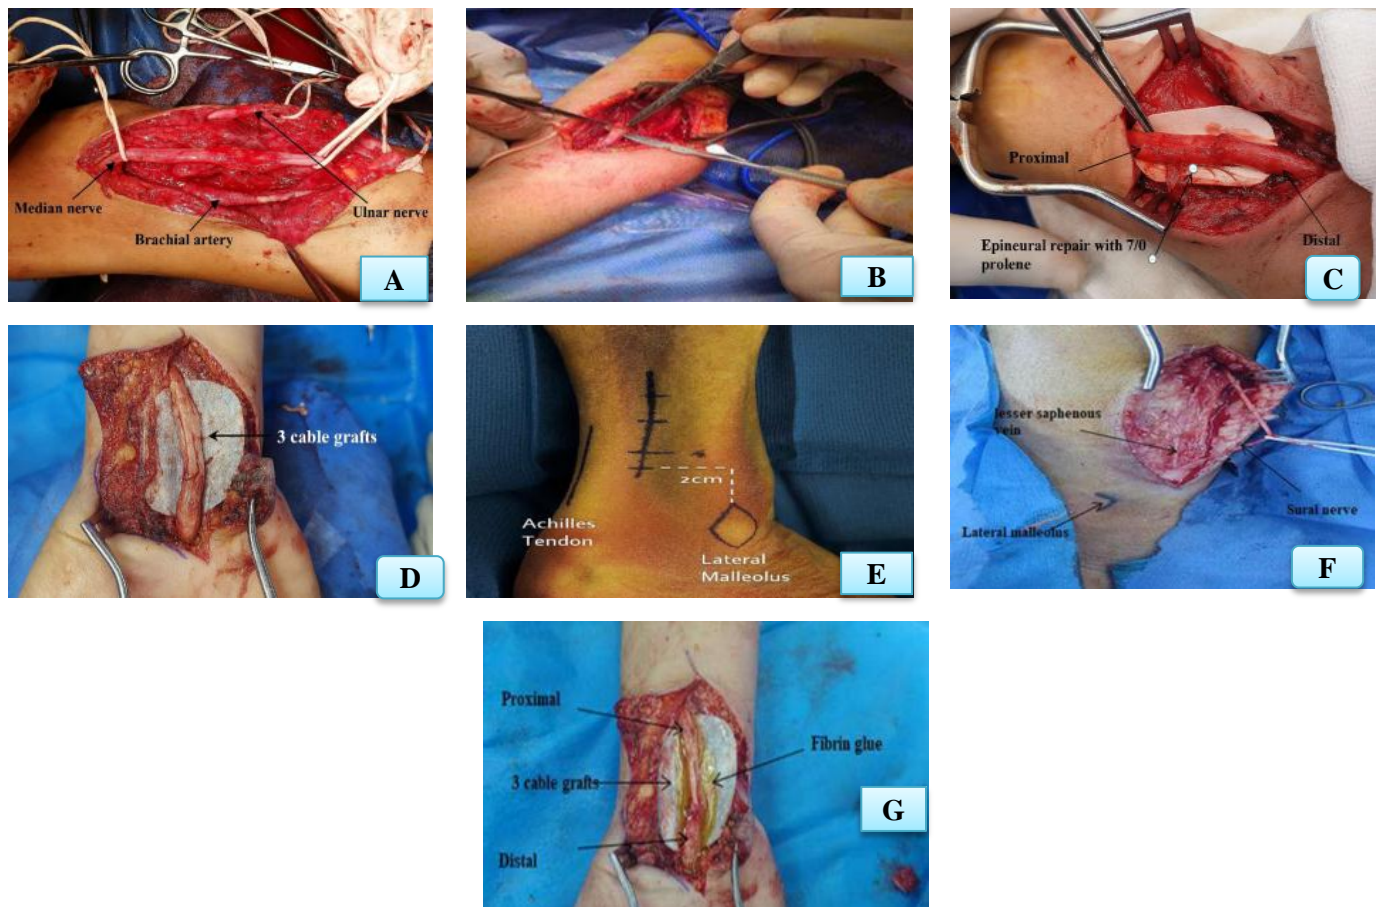 Median nerve
Ulnar nerve
Brachial artery
A
B
Proximal
Epineural repair with 7/0
prolene
Distal
C
3 cable grafts
D
2cm
Achilles
Tendon
Lateral
Malleolus
E
lesser saphenous
vein
Sural nerve
Lateral malleolus
F
Proximal
Fibrin glue
3 cable grafts
Distal
G